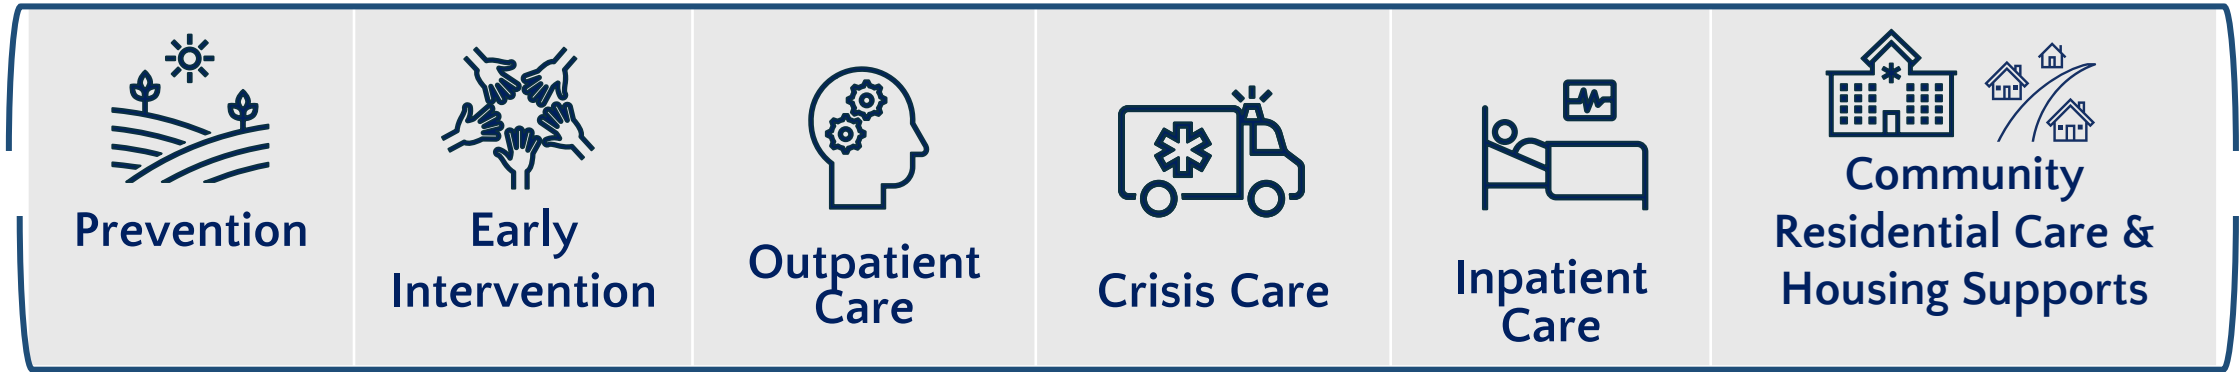 Prevention
Early
Intervention
Outpatient
Care
Crisis Care
Inpatient
Care
Community
Residential Care &
Housing Supports